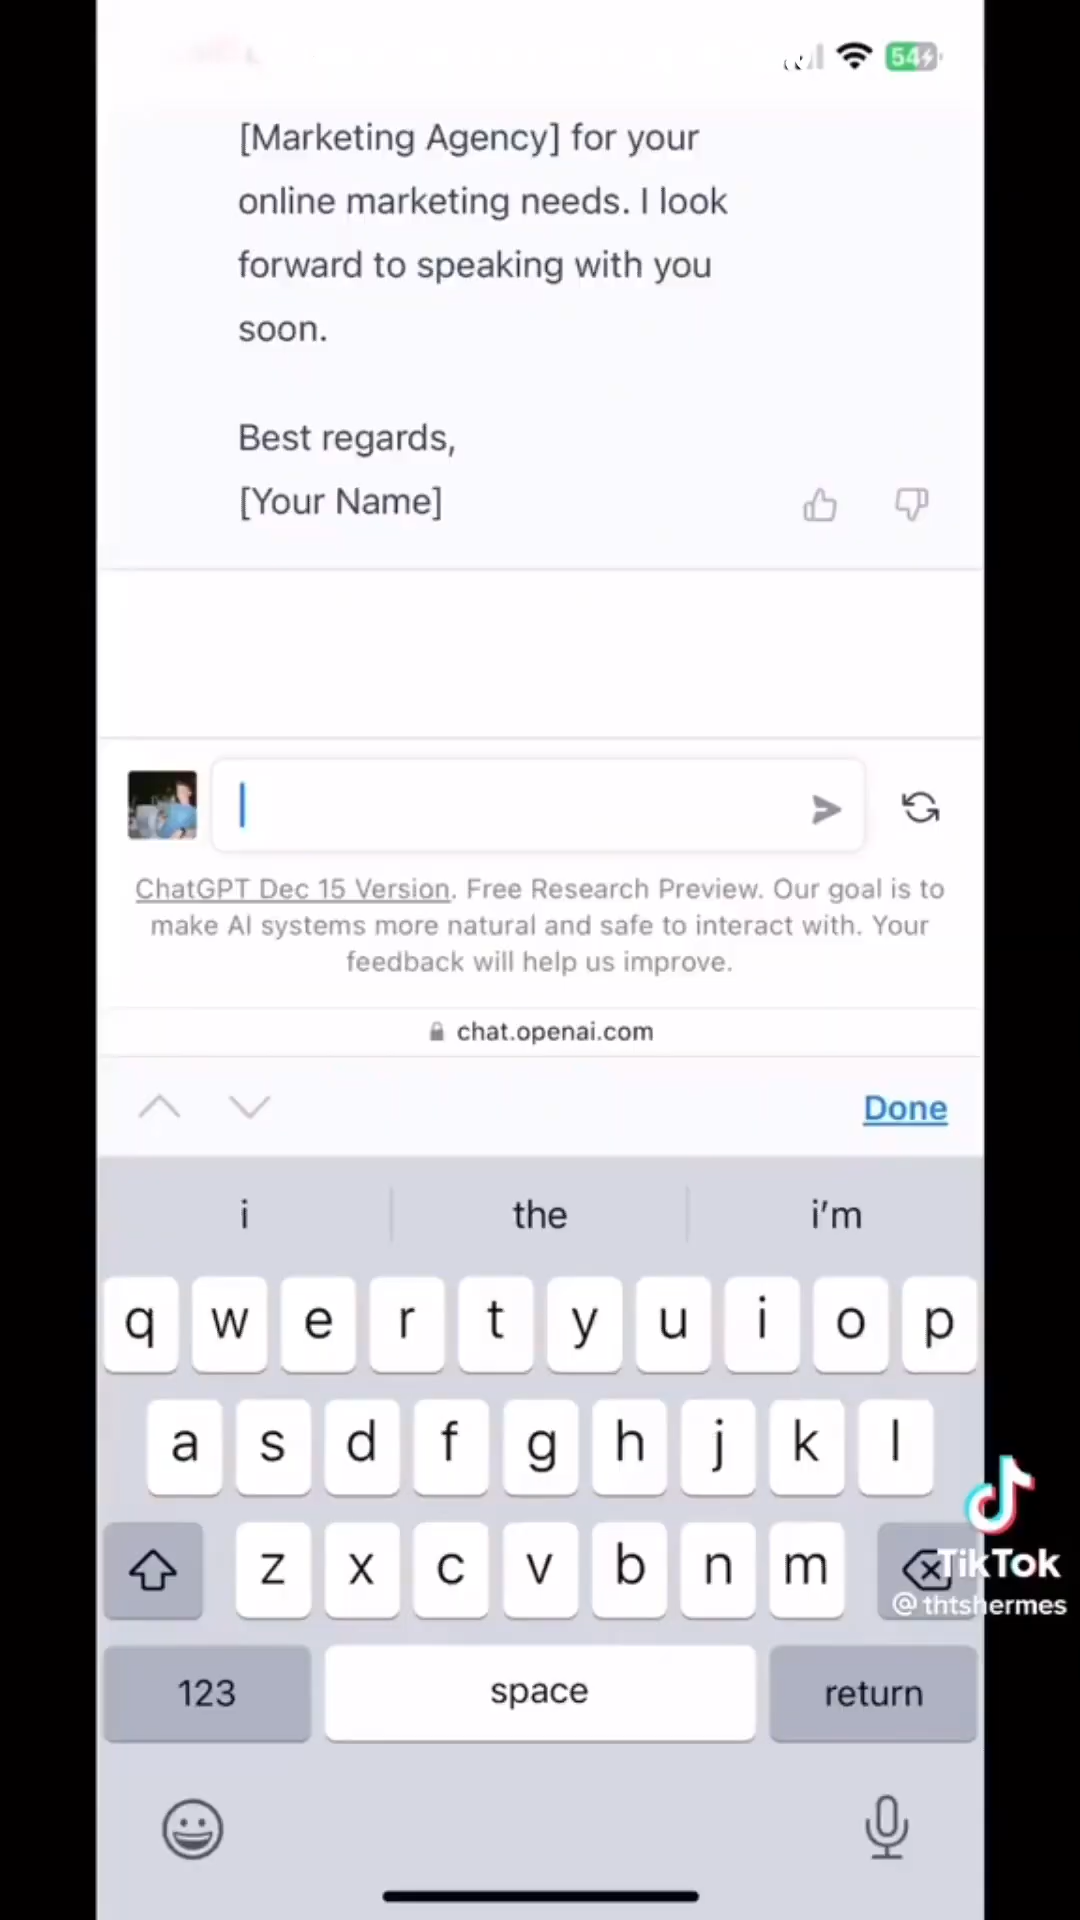 54
[Marketing Agency] for your
online marketing needs. I look
forward to speaking with you
soon.
Best regards,
[Your Name]
ChatGPT Dec 15 Version. Free Research Preview. Our goal is to
make AI systems more natural and safe to interact with. Your
feedback will help us improve.
chat.openai.com
Done
i the i'm
q w e r t y u i o p
a s d f g h j k l
z x c v b n m
TikTok
@thtshermes
123 space return